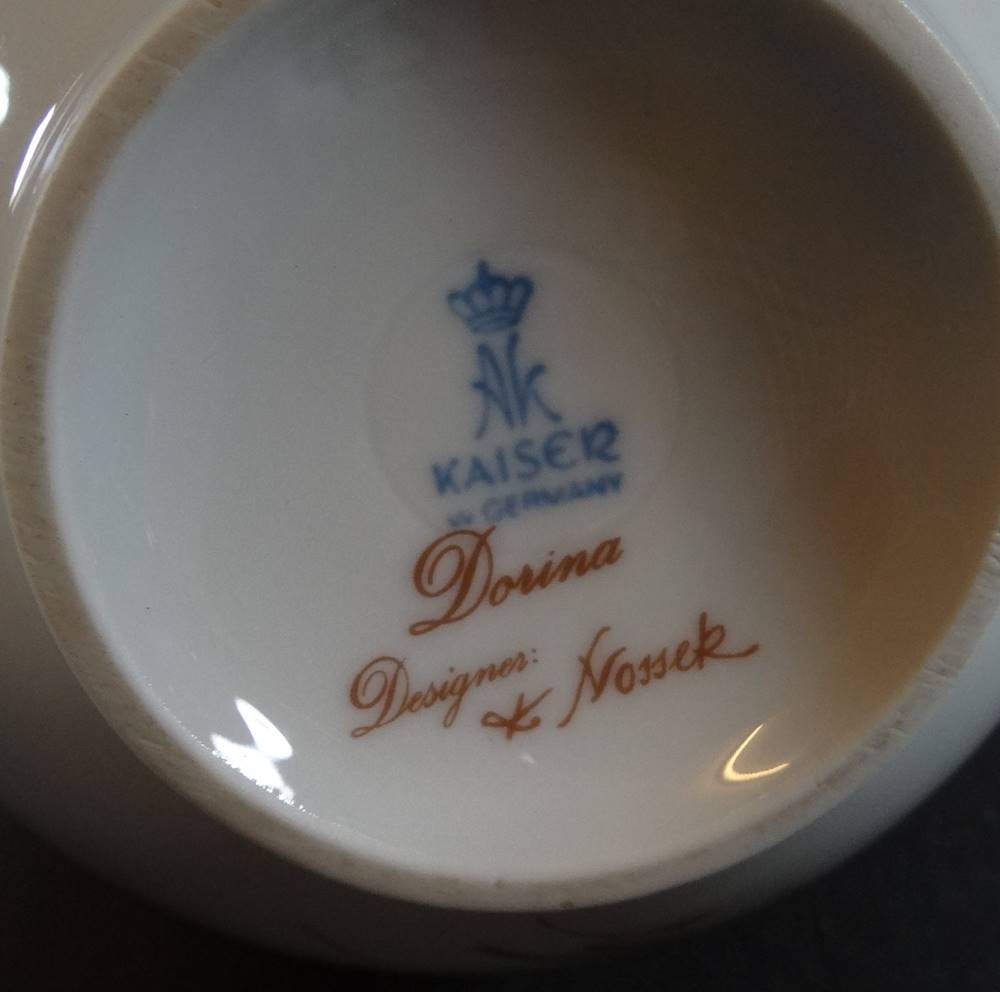 AK
KAISER
W. GERMANY
Dorina
Designer: K Nossek